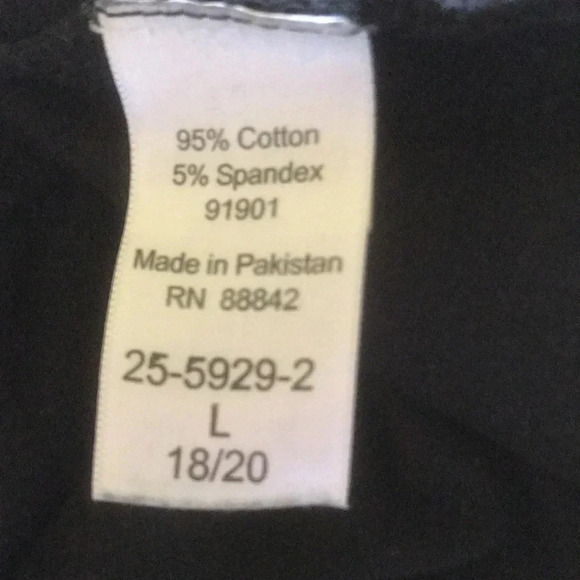 95% Cotton
5% Spandex
91901
Made in Pakistan
RN 88842
25-5929-2
L
18/20